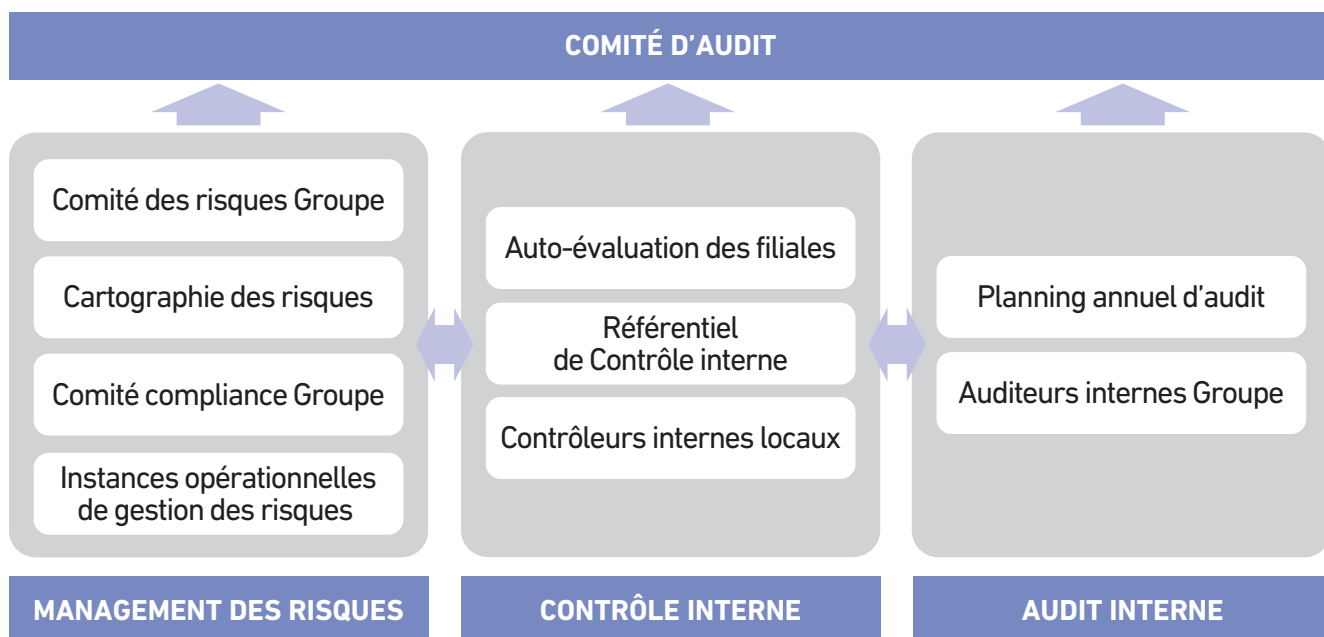 COMITÉ D’AUDIT
Comité des risques Groupe
Cartographie des risques
Comité compliance Groupe
Instances opérationnelles
de gestion des risques
MANAGEMENT DES RISQUES
Auto-évaluation des filiales
Référentiel
de Contrôle interne
Contrôleurs internes locaux
CONTRÔLE INTERNE
Planning annuel d’audit
Auditeurs internes Groupe
AUDIT INTERNE